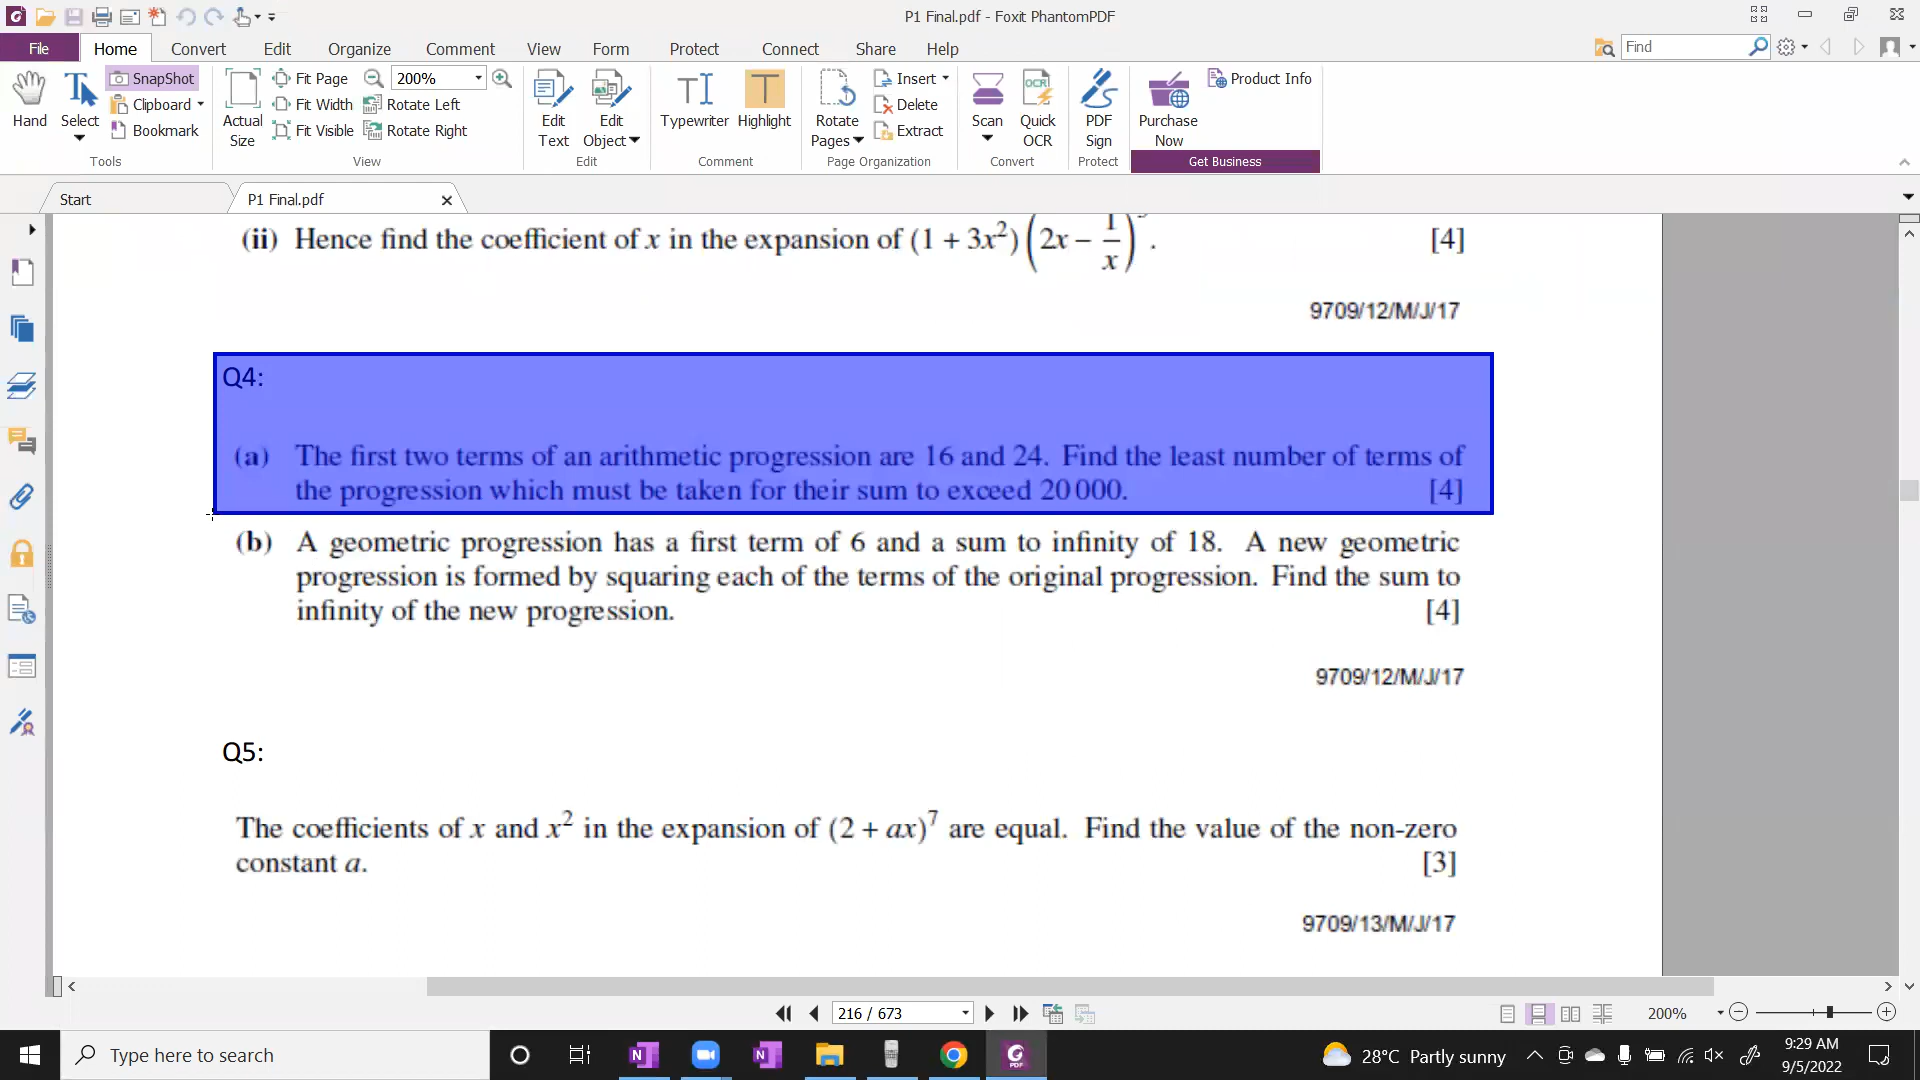 P1 Final.pdf - Foxit PhantomPDF
File Home Convert Edit Organize Comment View Form Protect Connect Share Help Find
Hand
Select
SnapShot
Clipboard
Bookmark
Tools
Actual Size
Fit Page
Fit Width
Fit Visible
200%
Rotate Left
Rotate Right
View
Edit Text
Edit Object
Edit
Typewriter
Highlight
Comment
Rotate Pages
Insert
Delete
Extract
Page Organization
Scan
OCR
Quick OCR
Convert
PDF Sign
Protect
Purchase Now
Product Info
Get Business
Start
P1 Final.pdf
(ii) Hence find the coefficient of x in the expansion of (1 + 3x²)(2x − 1/x) . [4]
9709/12/M/J/17
Q4:
(a) The first two terms of an arithmetic progression are 16 and 24. Find the least number of terms of
the progression which must be taken for their sum to exceed 20 000. [4]
(b) A geometric progression has a first term of 6 and a sum to infinity of 18. A new geometric
progression is formed by squaring each of the terms of the original progression. Find the sum to
infinity of the new progression. [4]
9709/12/M/J/17
Q5:
The coefficients of x and x² in the expansion of (2 + ax)⁷ are equal. Find the value of the non-zero
constant a. [3]
9709/13/M/J/17
216 / 673
200%
Type here to search
PDF
28°C Partly sunny
9:29 AM
9/5/2022